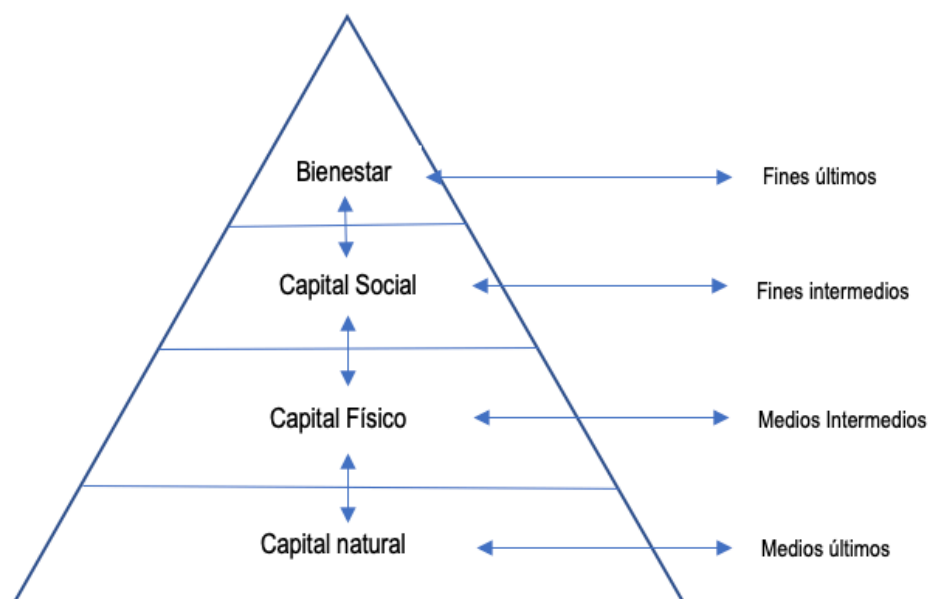 Bienestar
Fines últimos
Capital Social
Fines intermedios
Capital Físico
Medios Intermedios
Capital natural
Medios últimos